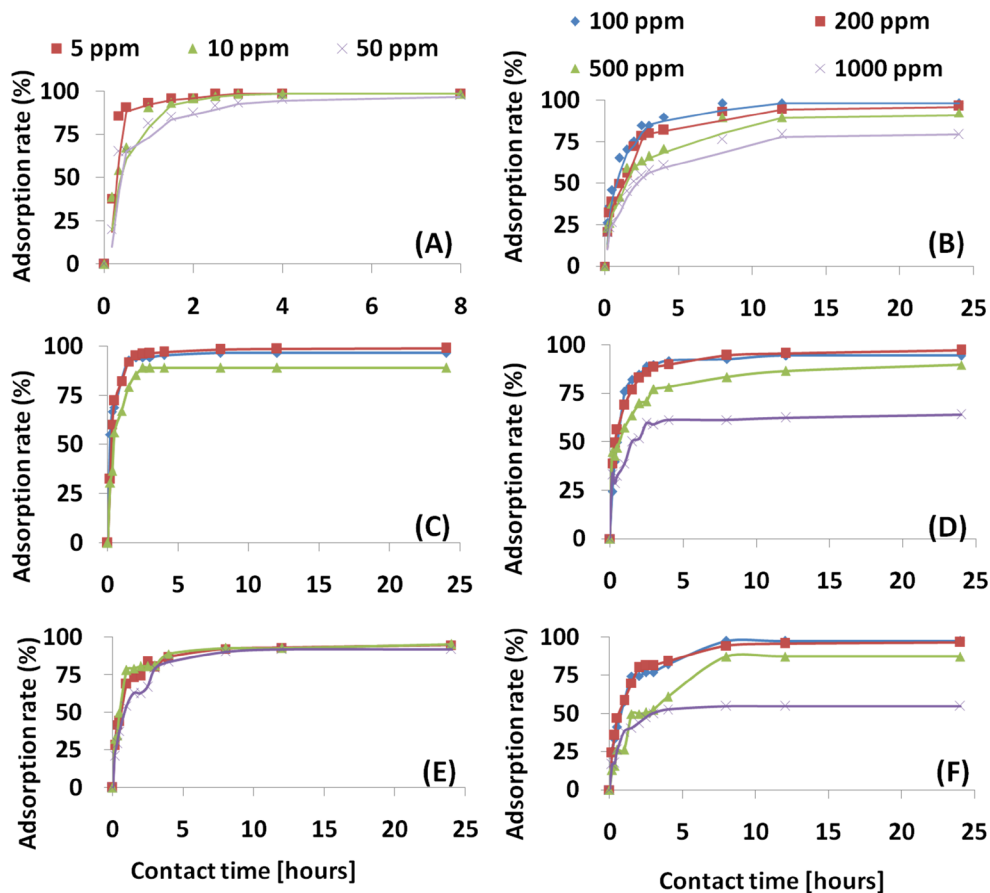 5 ppm 10 ppm 50 ppm
100 ppm 200 ppm
500 ppm 1000 ppm
Adsorption rate (%)
100
75
50
25
0
0 2 4 6 8
(A)
Adsorption rate (%)
100
75
50
25
0
0 5 10 15 20 25
(B)
Adsorption rate (%)
100
75
50
25
0
0 5 10 15 20 25
(C)
Adsorption rate (%)
100
75
50
25
0
0 5 10 15 20 25
(D)
Adsorption rate (%)
100
75
50
25
0
0 5 10 15 20 25
(E)
Contact time [hours]
Adsorption rate (%)
100
75
50
25
0
0 5 10 15 20 25
(F)
Contact time [hours]